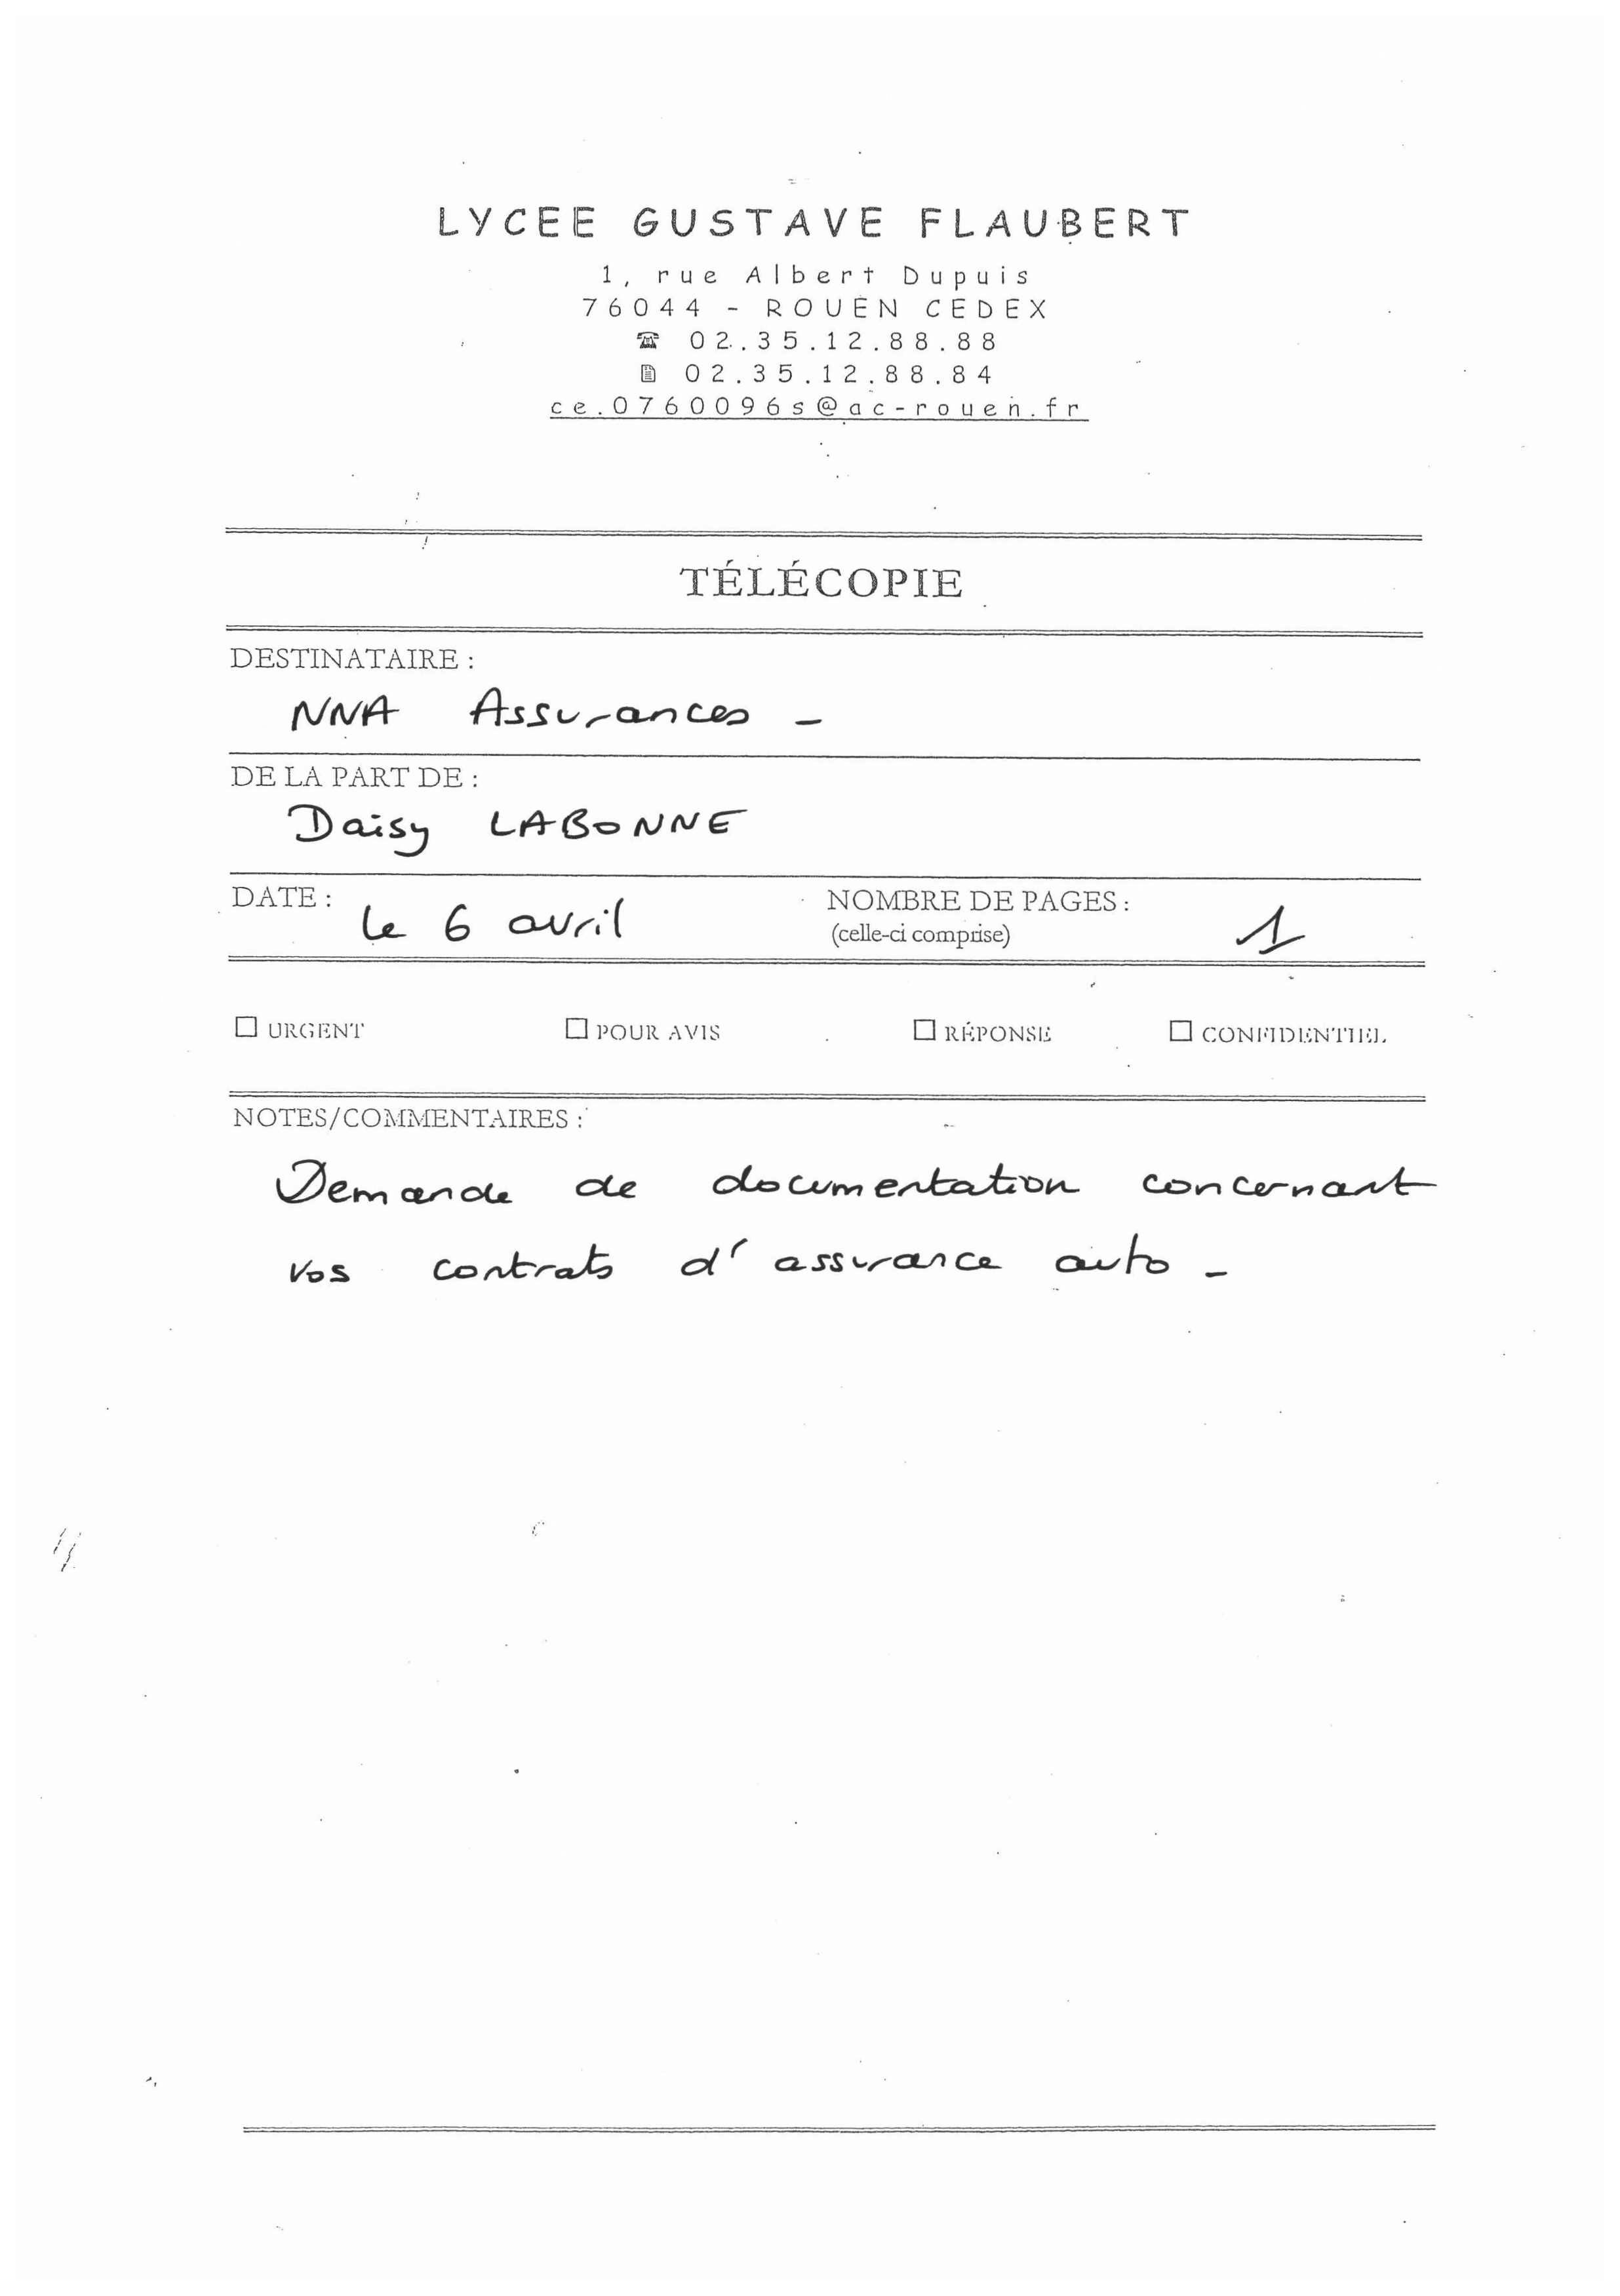 LYCEE GUSTAVE FLAUBERT
1, rue Albert Dupuis
76044 - ROUEN CEDEX
☎ 02.35.12.88.88
🖹 02.35.12.88.84
ce.0760096s@ac-rouen.fr
TÉLÉCOPIE
DESTINATAIRE :
NNA Assurances -
DE LA PART DE :
Daisy LABONNE
DATE : le 6 avril NOMBRE DE PAGES : 1
(celle-ci comprise)
☐ URGENT ☐ POUR AVIS ☐ RÉPONSE ☐ CONFIDENTIEL
NOTES/COMMENTAIRES :
Demande de documentation concernant
vos contrats d'assurance auto -